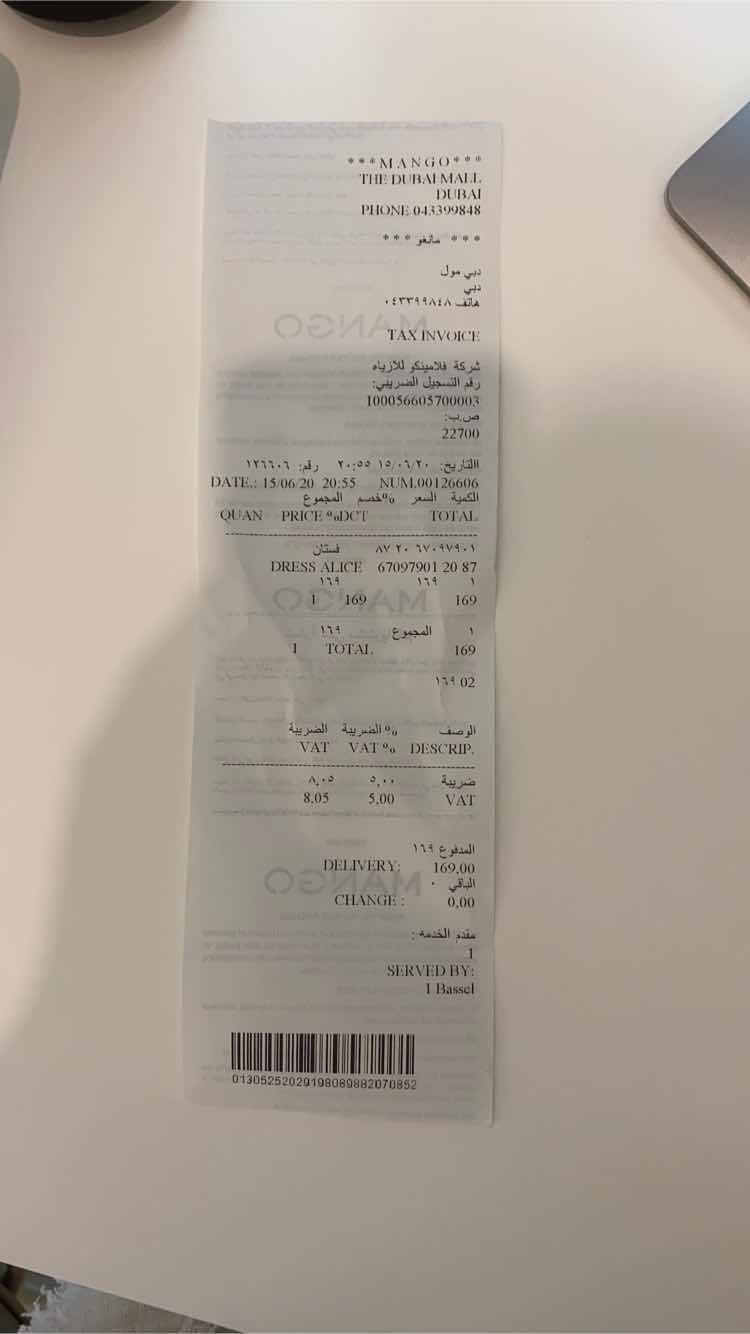 ***MANGO***
THE DUBAI MALL
DUBAI
PHONE 043399848
*** مانغو ***
دبي مول
دبي
هاتف ٠٤٣٣٩٩٨٤٨
TAX INVOICE
شركة فلامينكو للازياء
رقم التسجيل الضريبي:
100056605700003
ص.ب:
22700
التاريخ: ١٥/٠٦/٢٠ ٢٠:٥٥ رقم: ١٢٦٦٠٦
DATE.: 15/06/20 20:55 NUM.00126606
الكمية السعر %خصم المجموع
QUAN PRICE %DCT TOTAL
فستان ٦٧٠٩٧٩٠١ ٢٠ ٨٧
DRESS ALICE 67097901 20 87
١ ١٦٩ ١٦٩
1 169 169
١ المجموع ١٦٩
1 TOTAL 169
١٦٩ 02
الوصف %الضريبة الضريبة
VAT VAT% DESCRIP.
ضريبة ٥,٠٠ ٨,٠٥
8.05 5,00 VAT
المدفوع ١٦٩
DELIVERY: 169,00
الباقي ٠
CHANGE : 0,00
مقدم الخدمة :
1
SERVED BY:
1 Bassel
01305252029198089882070852
MANGO
MANGO
MANGO